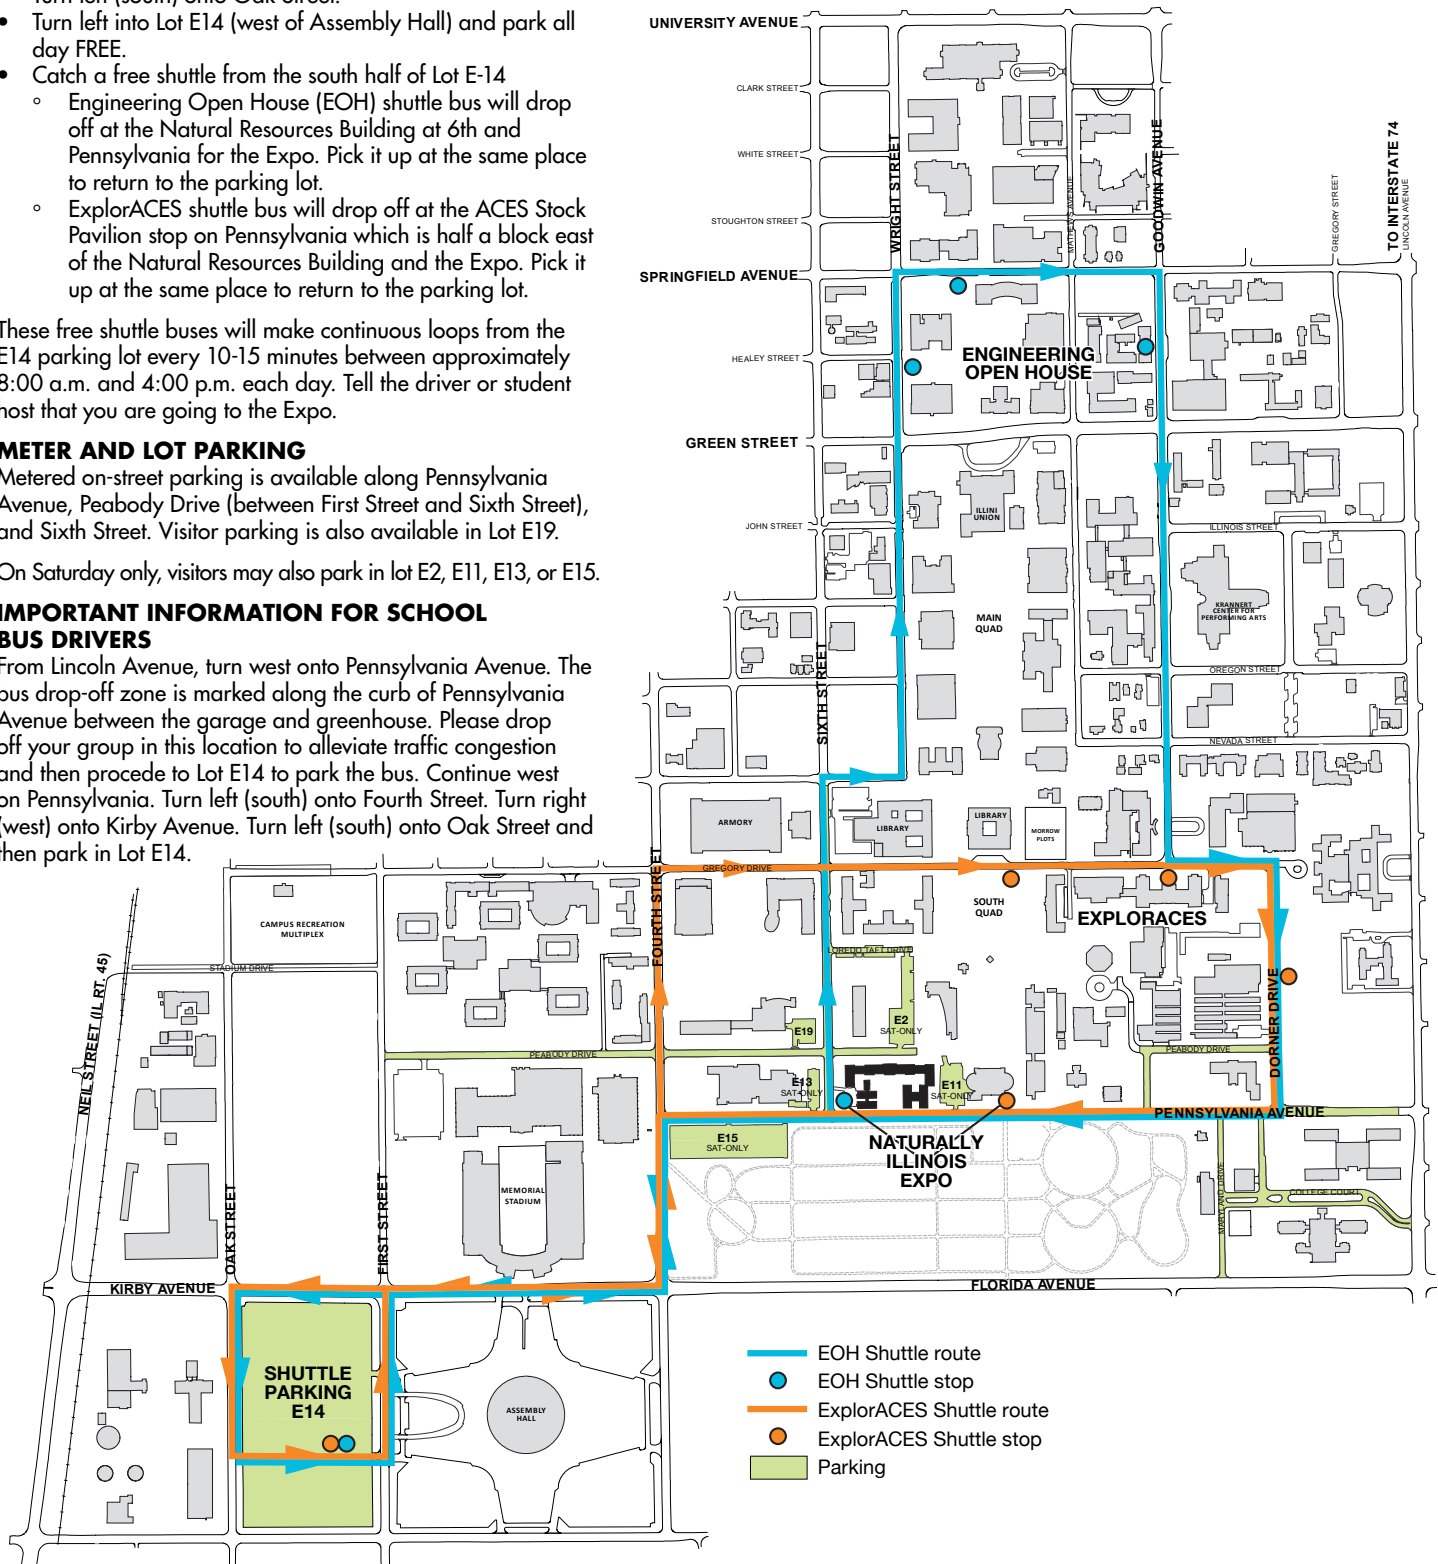 Turn left (south) onto Oak Street.
• Turn left into Lot E14 (west of Assembly Hall) and park all
day FREE.
• Catch a free shuttle from the south half of Lot E-14
◦ Engineering Open House (EOH) shuttle bus will drop
off at the Natural Resources Building at 6th and
Pennsylvania for the Expo. Pick it up at the same place
to return to the parking lot.
◦ ExplorACES shuttle bus will drop off at the ACES Stock
Pavilion stop on Pennsylvania which is half a block east
of the Natural Resources Building and the Expo. Pick it
up at the same place to return to the parking lot.
These free shuttle buses will make continuous loops from the
E14 parking lot every 10-15 minutes between approximately
8:00 a.m. and 4:00 p.m. each day. Tell the driver or student
host that you are going to the Expo.
METER AND LOT PARKING
Metered on-street parking is available along Pennsylvania
Avenue, Peabody Drive (between First Street and Sixth Street),
and Sixth Street. Visitor parking is also available in Lot E19.
On Saturday only, visitors may also park in lot E2, E11, E13, or E15.
IMPORTANT INFORMATION FOR SCHOOL
BUS DRIVERS
From Lincoln Avenue, turn west onto Pennsylvania Avenue. The
bus drop-off zone is marked along the curb of Pennsylvania
Avenue between the garage and greenhouse. Please drop
off your group in this location to alleviate traffic congestion
and then procede to Lot E14 to park the bus. Continue west
on Pennsylvania. Turn left (south) onto Fourth Street. Turn right
(west) onto Kirby Avenue. Turn left (south) onto Oak Street and
then park in Lot E14.
UNIVERSITY AVENUE
CLARK STREET
WHITE STREET
STOUGHTON STREET
SPRINGFIELD AVENUE
HEALEY STREET
GREEN STREET
JOHN STREET
WRIGHT STREET
MATHEWS AVENUE
GOODWIN AVENUE
GREGORY STREET
TO INTERSTATE 74
LINCOLN AVENUE
ENGINEERING
OPEN HOUSE
ILLINI
UNION
ILLINOIS STREET
KRANNERT
CENTER FOR
PERFORMING ARTS
MAIN
QUAD
OREGON STREET
SIXTH STREET
NEVADA STREET
ARMORY
LIBRARY
LIBRARY
MORROW
PLOTS
FOURTH STREET
GREGORY DRIVE
SOUTH
QUAD
EXPLORACES
CAMPUS RECREATION
MULTIPLEX
STADIUM DRIVE
NEIL STREET (IL RT. 45)
LOREDO TAFT DRIVE
E19
E2
SAT-ONLY
PEABODY DRIVE
PEABODY DRIVE
DORNER DRIVE
E13
SAT-ONLY
E11
SAT-ONLY
PENNSYLVANIA AVENUE
E15
SAT-ONLY
NATURALLY
ILLINOIS
EXPO
MEMORIAL
STADIUM
MARYLAND DRIVE
COLLEGE COURT
OAK STREET
FIRST STREET
KIRBY AVENUE
FLORIDA AVENUE
SHUTTLE
PARKING
E14
ASSEMBLY
HALL
EOH Shuttle route
EOH Shuttle stop
ExplorACES Shuttle route
ExplorACES Shuttle stop
Parking